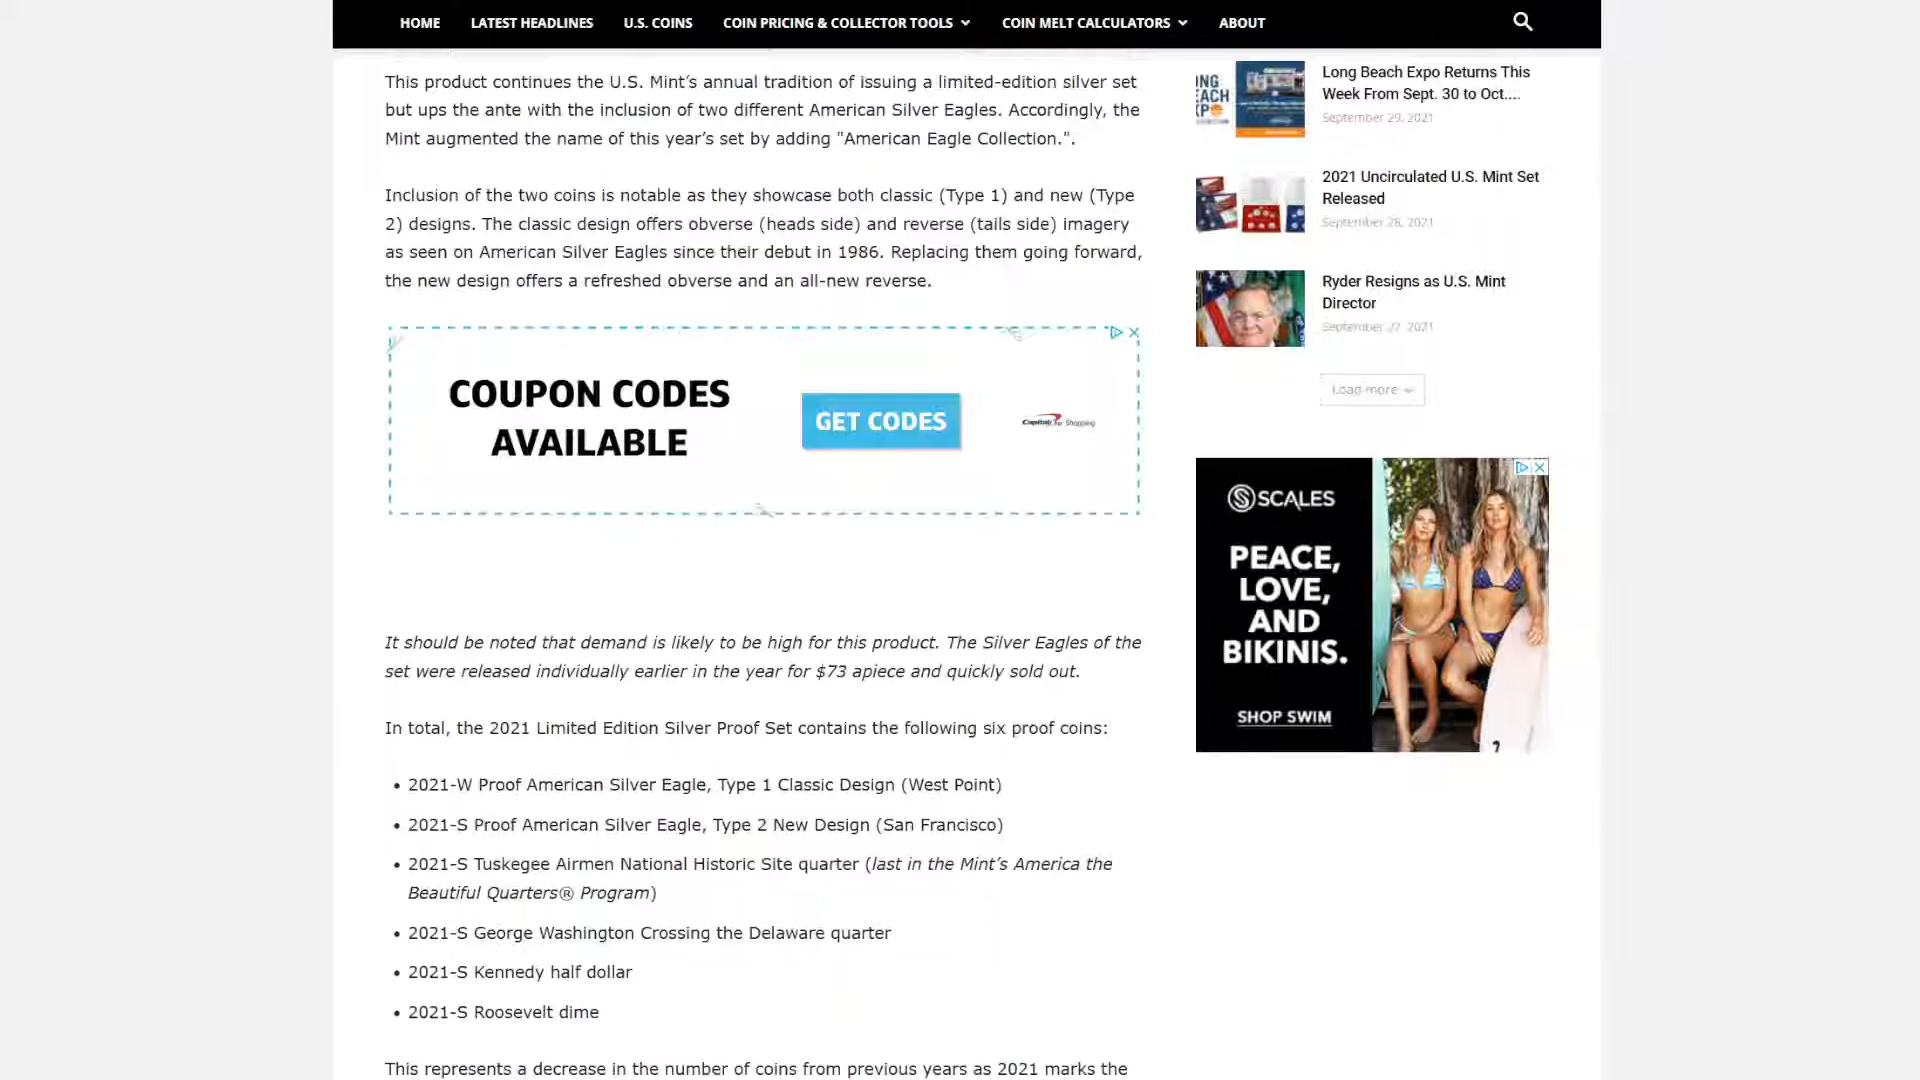 HOME LATEST HEADLINES U.S. COINS COIN PRICING & COLLECTOR TOOLS COIN MELT CALCULATORS ABOUT
This product continues the U.S. Mint’s annual tradition of issuing a limited-edition silver set
but ups the ante with the inclusion of two different American Silver Eagles. Accordingly, the
Mint augmented the name of this year’s set by adding "American Eagle Collection.".
Inclusion of the two coins is notable as they showcase both classic (Type 1) and new (Type
2) designs. The classic design offers obverse (heads side) and reverse (tails side) imagery
as seen on American Silver Eagles since their debut in 1986. Replacing them going forward,
the new design offers a refreshed obverse and an all-new reverse.
COUPON CODES
AVAILABLE
GET CODES
CapitalOne Shopping
It should be noted that demand is likely to be high for this product. The Silver Eagles of the
set were released individually earlier in the year for $73 apiece and quickly sold out.
In total, the 2021 Limited Edition Silver Proof Set contains the following six proof coins:
• 2021-W Proof American Silver Eagle, Type 1 Classic Design (West Point)
• 2021-S Proof American Silver Eagle, Type 2 New Design (San Francisco)
• 2021-S Tuskegee Airmen National Historic Site quarter (last in the Mint’s America the
Beautiful Quarters® Program)
• 2021-S George Washington Crossing the Delaware quarter
• 2021-S Kennedy half dollar
• 2021-S Roosevelt dime
This represents a decrease in the number of coins from previous years as 2021 marks the
Long Beach Expo Returns This
Week From Sept. 30 to Oct....
September 29, 2021
2021 Uncirculated U.S. Mint Set
Released
September 28, 2021
Ryder Resigns as U.S. Mint
Director
September 27, 2021
Load more
SCALES
PEACE,
LOVE,
AND
BIKINIS.
SHOP SWIM